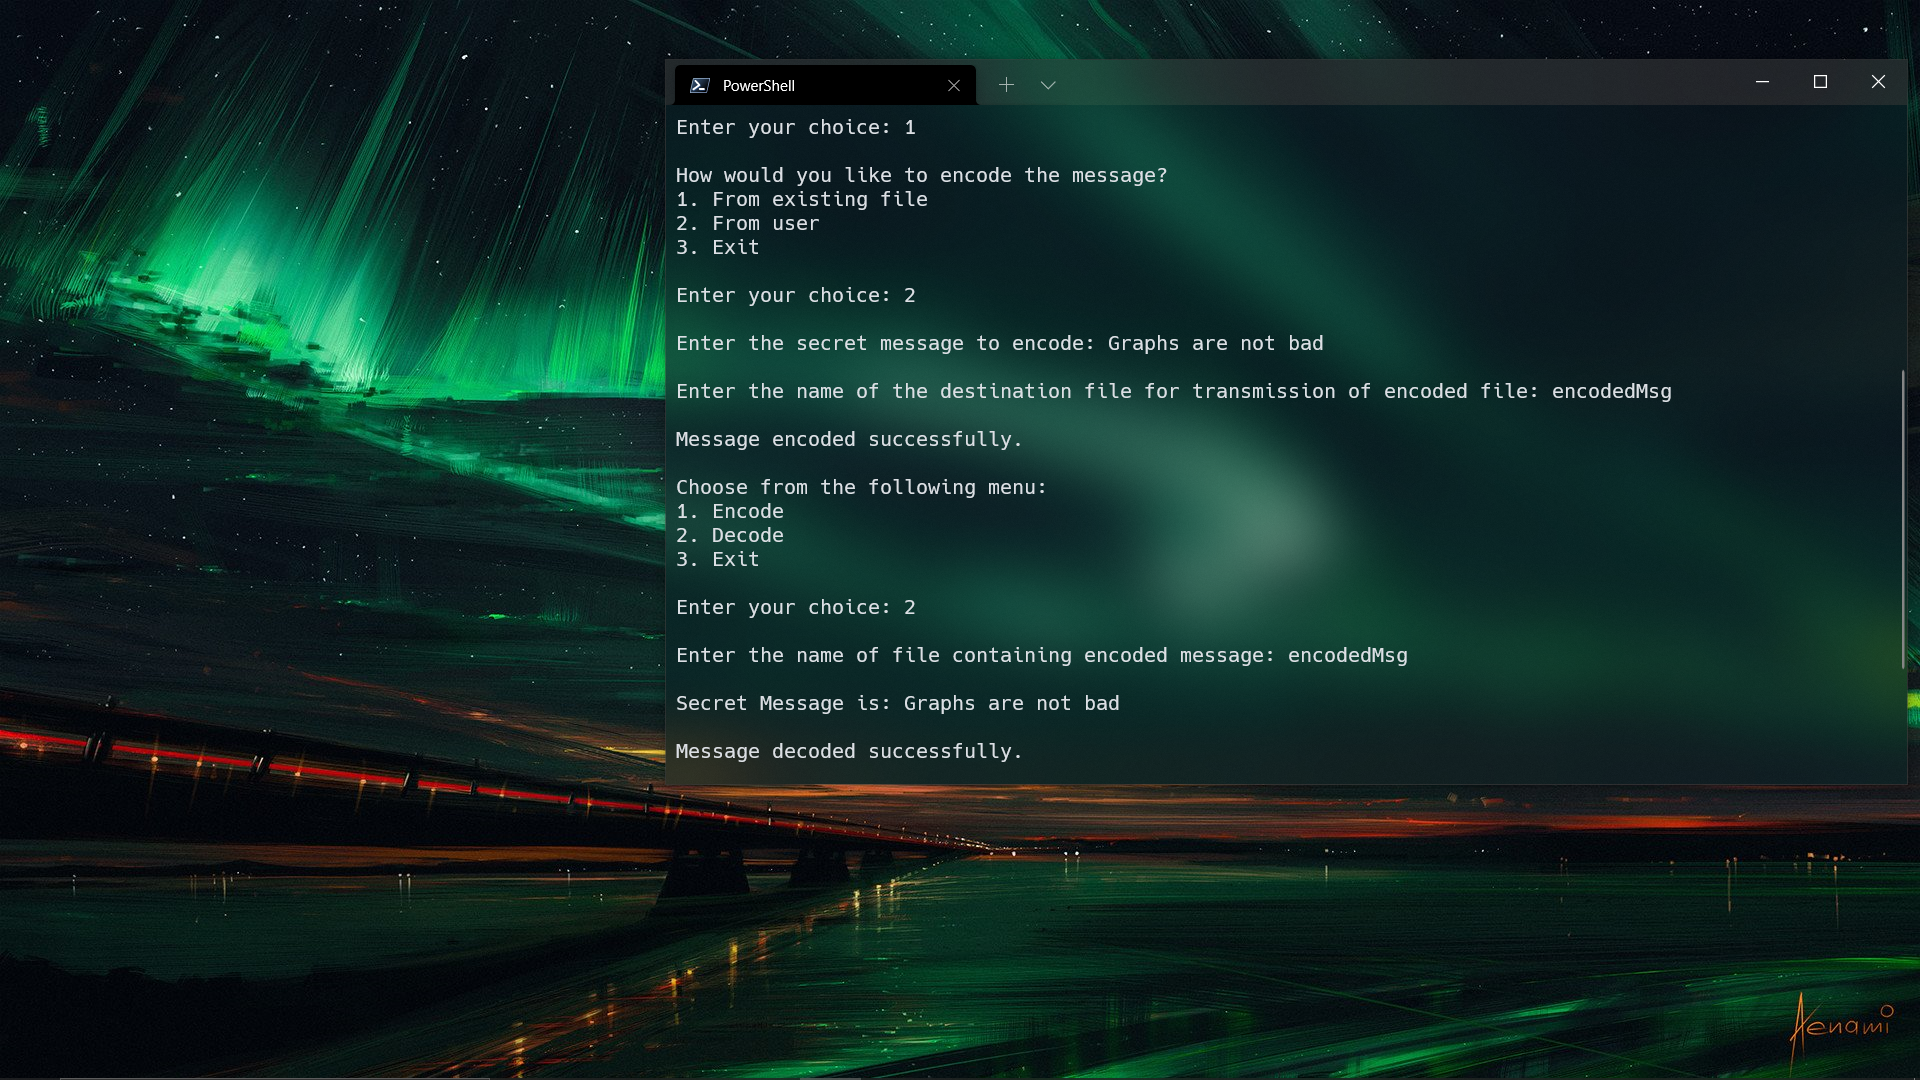 PowerShell
Enter your choice: 1
How would you like to encode the message?
1. From existing file
2. From user
3. Exit
Enter your choice: 2
Enter the secret message to encode: Graphs are not bad
Enter the name of the destination file for transmission of encoded file: encodedMsg
Message encoded successfully.
Choose from the following menu:
1. Encode
2. Decode
3. Exit
Enter your choice: 2
Enter the name of file containing encoded message: encodedMsg
Secret Message is: Graphs are not bad
Message decoded successfully.
Aenami